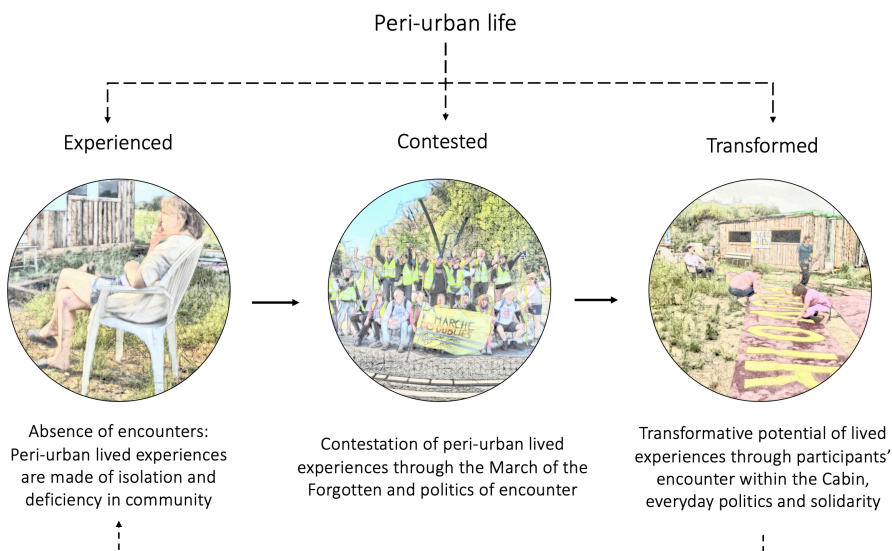 Peri-urban life
Experienced
Contested
Transformed
MARCHE
Absence of encounters:
Peri-urban lived experiences
are made of isolation and
deficiency in community
Contestation of peri-urban lived
experiences through the March of the
Forgotten and politics of encounter
Transformative potential of lived
experiences through participants’
encounter within the Cabin,
everyday politics and solidarity